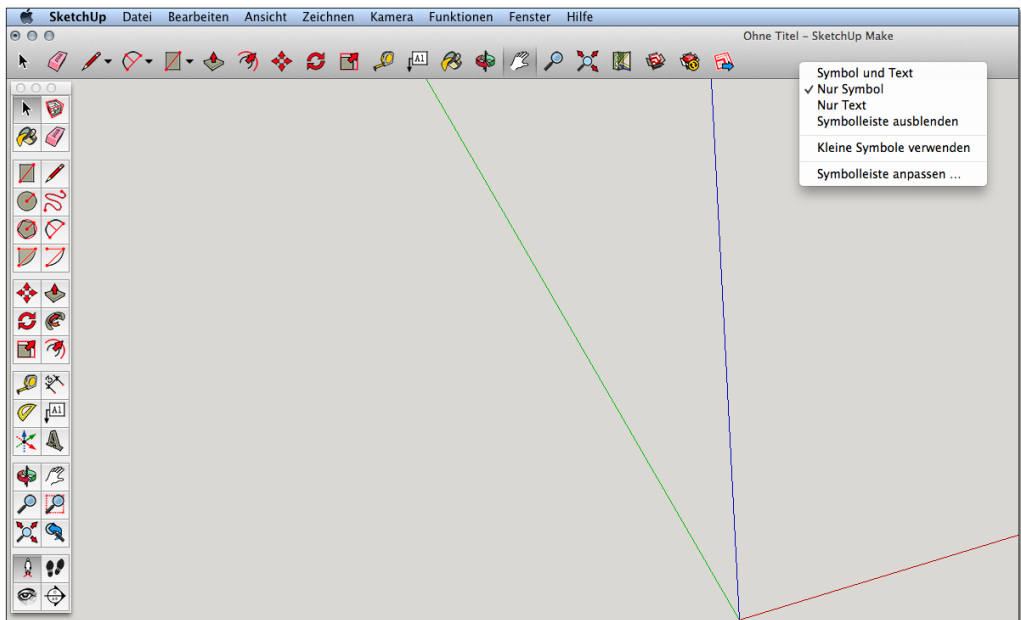 SketchUp Datei Bearbeiten Ansicht Zeichnen Kamera Funktionen Fenster Hilfe
Ohne Titel – SketchUp Make
A1
Symbol und Text
✓ Nur Symbol
Nur Text
Symbolleiste ausblenden
Kleine Symbole verwenden
Symbolleiste anpassen ...
A1